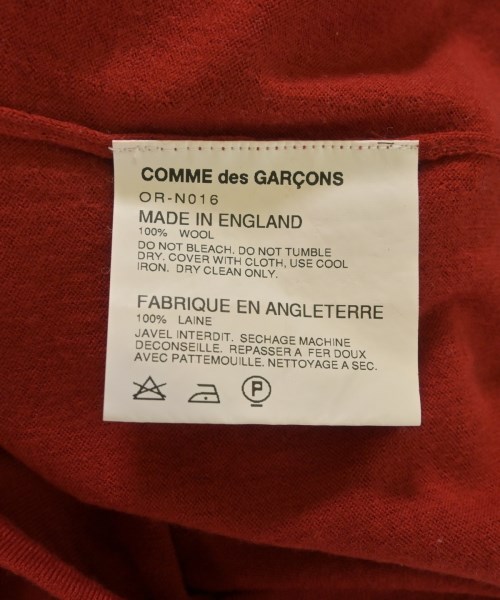 COMME des GARÇONS
OR-N016
MADE IN ENGLAND
100% WOOL
DO NOT BLEACH. DO NOT TUMBLE
DRY. COVER WITH CLOTH, USE COOL
IRON. DRY CLEAN ONLY.
FABRIQUE EN ANGLETERRE
100% LAINE
JAVEL INTERDIT. SECHAGE MACHINE
DECONSEILLE. REPASSER A FER DOUX
AVEC PATTEMOUILLE. NETTOYAGE A SEC.
P